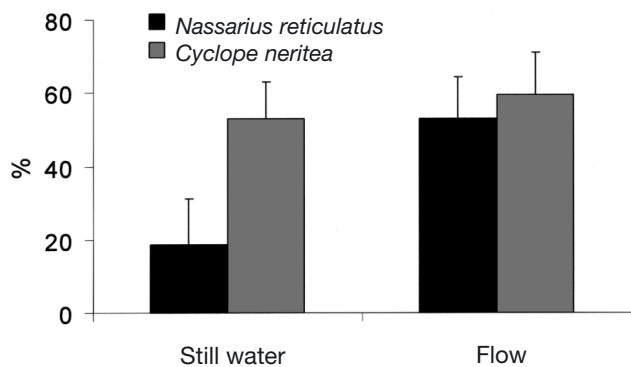 80
Nassarius reticulatus
Cyclope neritea
60
%
40
20
0
Still water
Flow